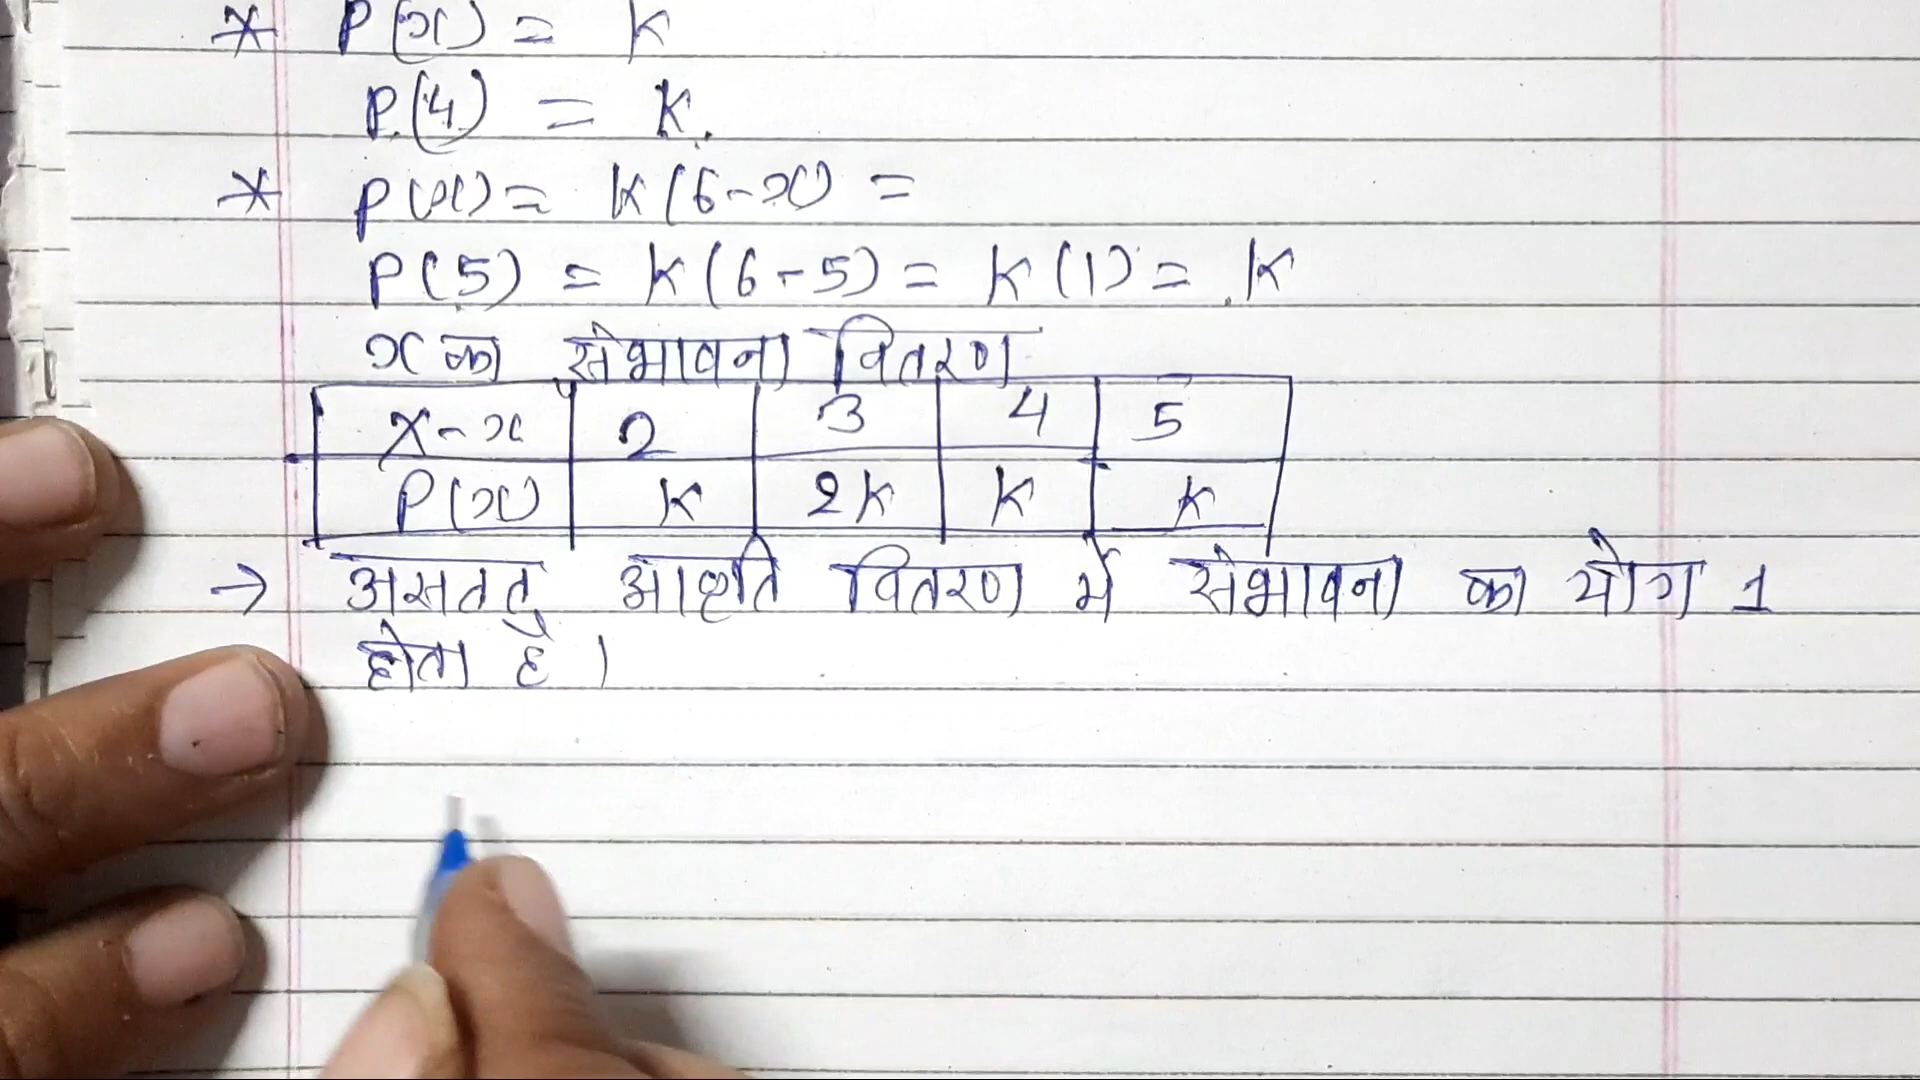 * P(x) = K
P(4) = K.
* P(x) = K(6-x) =
P(5) = K(6-5) = K(1) = K
x का संभावना वितरण
X-x 2 3 4 5
P(x) K 2K K K
→ असतत आवृति वितरण में संभावना का योग 1
होता है।